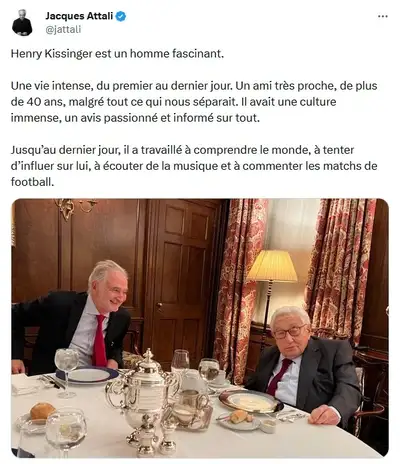 Jacques Attali
@jattali
Henry Kissinger est un homme fascinant.
Une vie intense, du premier au dernier jour. Un ami très proche, de plus
de 40 ans, malgré tout ce qui nous séparait. Il avait une culture
immense, un avis passionné et informé sur tout.
Jusqu’au dernier jour, il a travaillé à comprendre le monde, à tenter
d’influer sur lui, à écouter de la musique et à commenter les matchs de
football.